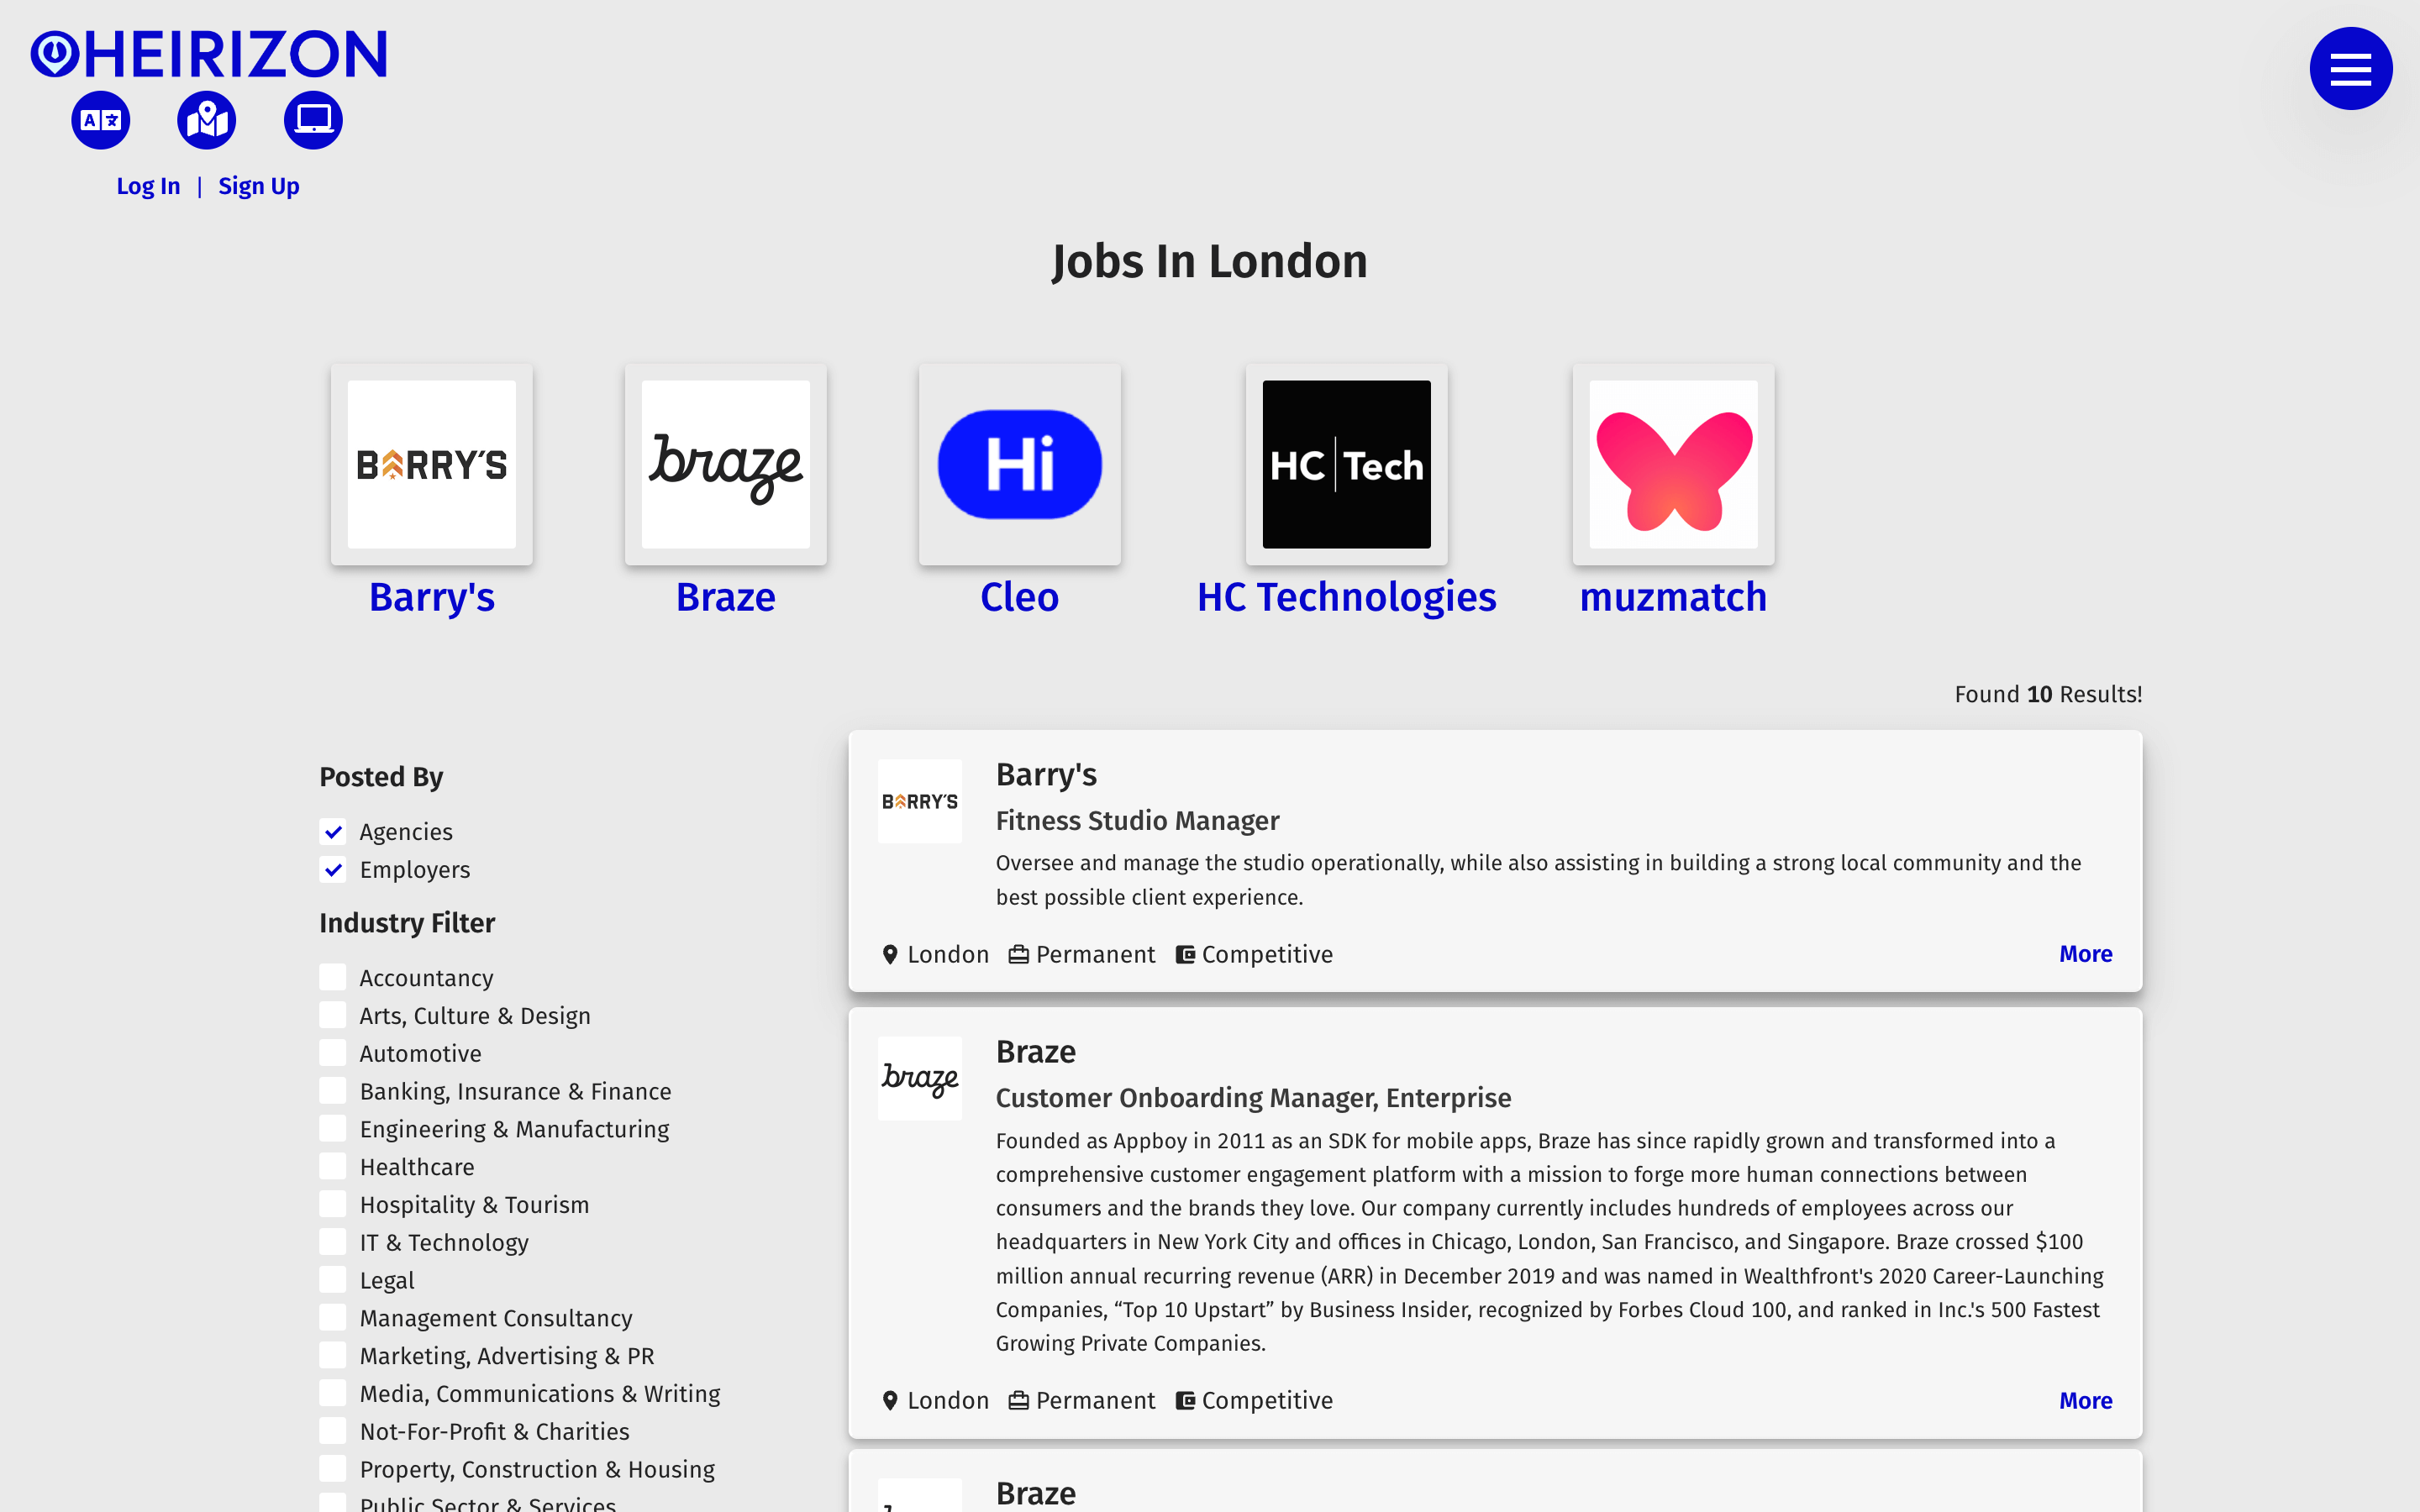 HEIRIZON
A 文
Log In | Sign Up
Jobs In London
BARRY'S
braze
Hi
HC | Tech
Barry's
Braze
Cleo
HC Technologies
muzmatch
Found 10 Results!
Posted By
Agencies
Employers
Industry Filter
Accountancy
Arts, Culture & Design
Automotive
Banking, Insurance & Finance
Engineering & Manufacturing
Healthcare
Hospitality & Tourism
IT & Technology
Legal
Management Consultancy
Marketing, Advertising & PR
Media, Communications & Writing
Not-For-Profit & Charities
Property, Construction & Housing
Public Sector & Services
BARRY'S
Barry's
Fitness Studio Manager
Oversee and manage the studio operationally, while also assisting in building a strong local community and the
best possible client experience.
London Permanent Competitive
More
braze
Braze
Customer Onboarding Manager, Enterprise
Founded as Appboy in 2011 as an SDK for mobile apps, Braze has since rapidly grown and transformed into a
comprehensive customer engagement platform with a mission to forge more human connections between
consumers and the brands they love. Our company currently includes hundreds of employees across our
headquarters in New York City and offices in Chicago, London, San Francisco, and Singapore. Braze crossed $100
million annual recurring revenue (ARR) in December 2019 and was named in Wealthfront's 2020 Career-Launching
Companies, “Top 10 Upstart” by Business Insider, recognized by Forbes Cloud 100, and ranked in Inc.'s 500 Fastest
Growing Private Companies.
London Permanent Competitive
More
Braze